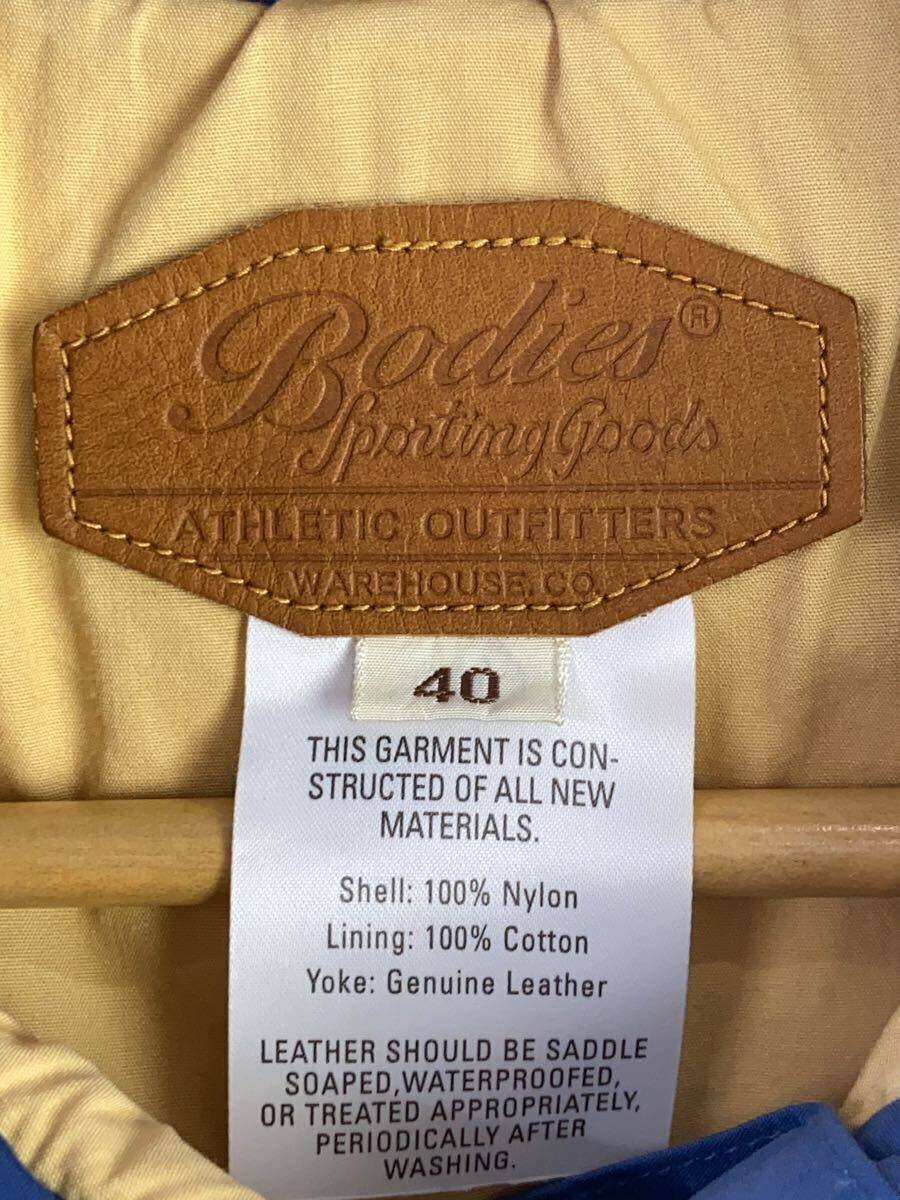 Bodies®
Sporting Goods
ATHLETIC OUTFITTERS
WAREHOUSE.CO.
40
THIS GARMENT IS CON-
STRUCTED OF ALL NEW
MATERIALS.
Shell: 100% Nylon
Lining: 100% Cotton
Yoke: Genuine Leather
LEATHER SHOULD BE SADDLE
SOAPED,WATERPROOFED,
OR TREATED APPROPRIATELY,
PERIODICALLY AFTER
WASHING.